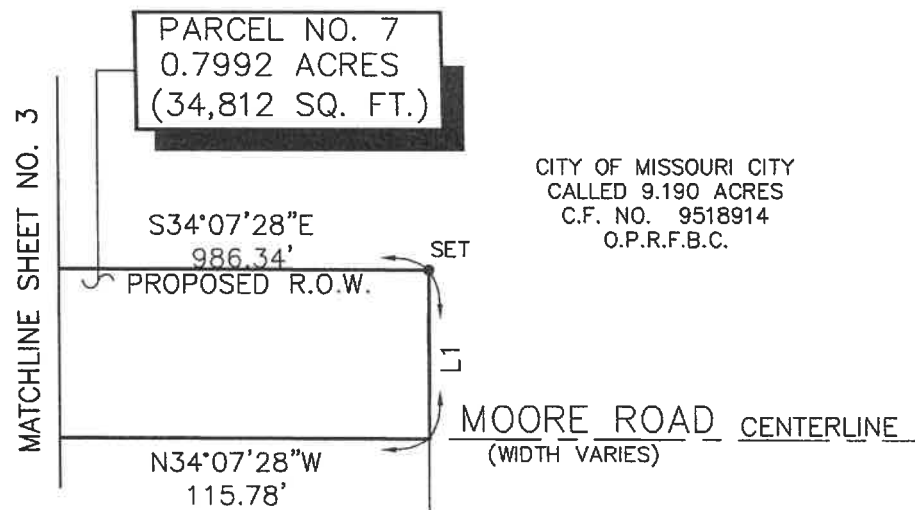 PARCEL NO. 7
0.7992 ACRES
(34,812 SQ. FT.)
MATCHLINE SHEET NO. 3
CITY OF MISSOURI CITY
CALLED 9.190 ACRES
C.F. NO. 9518914
O.P.R.F.B.C.
S34°07'28"E
986.34'
PROPOSED R.O.W.
SET
L1
MOORE ROAD CENTERLINE
(WIDTH VARIES)
N34°07'28"W
115.78'